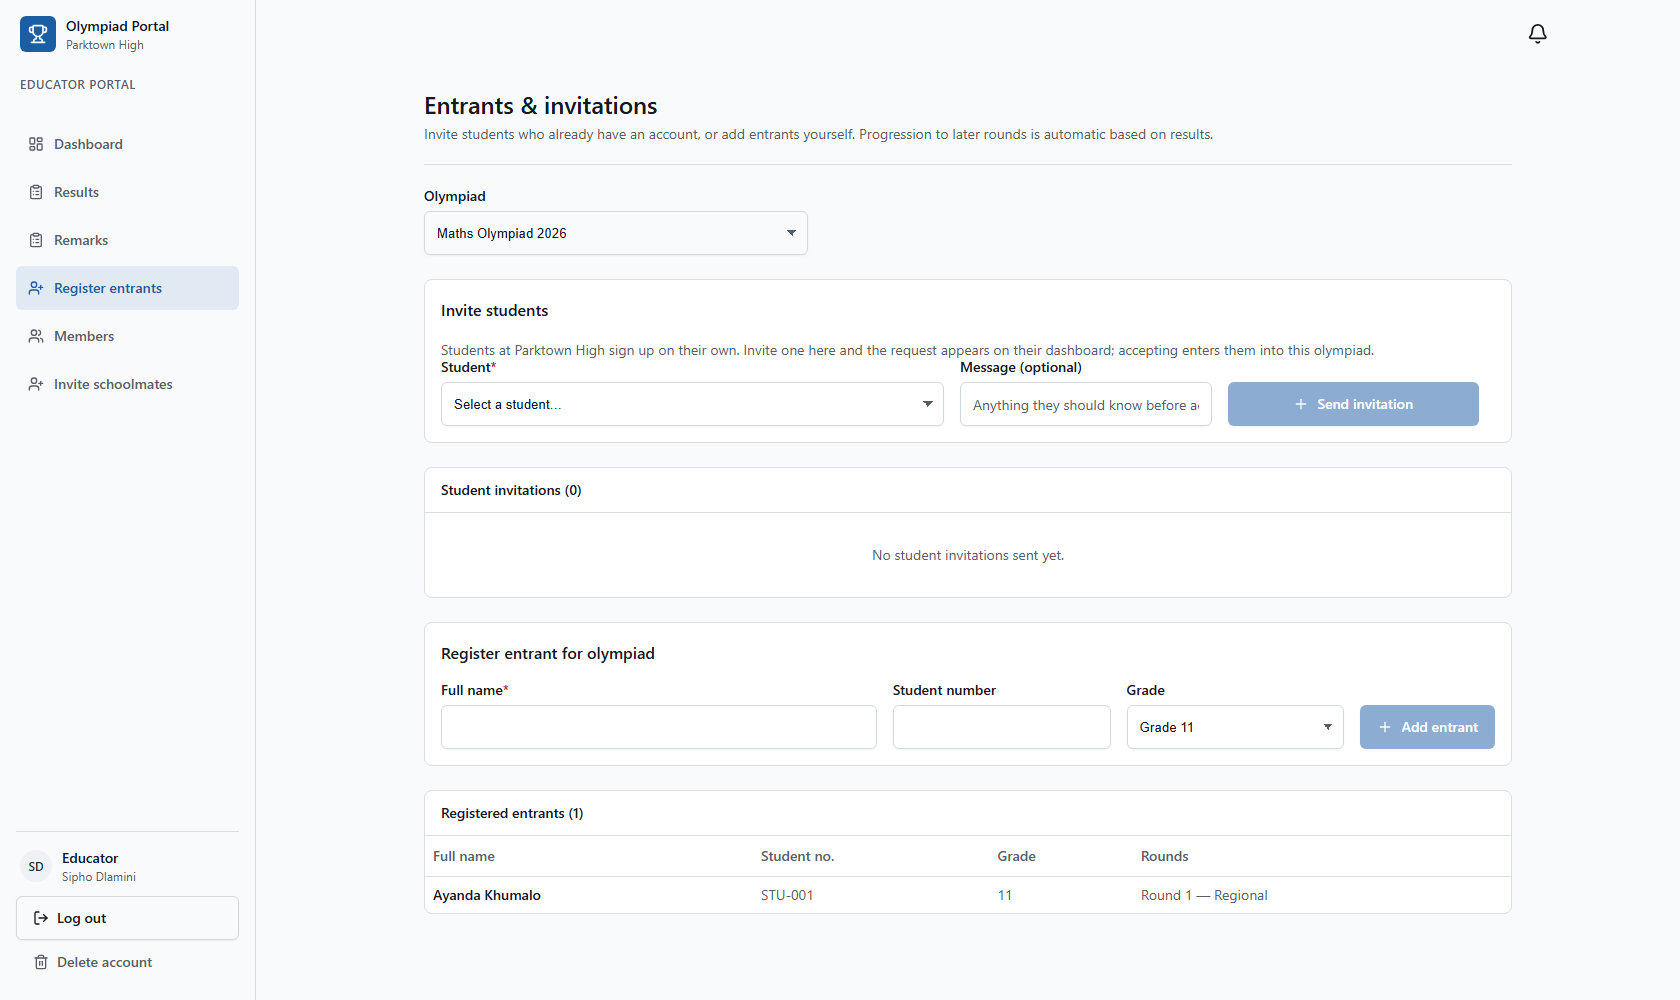 Olympiad Portal
Parktown High
EDUCATOR PORTAL
Dashboard
Results
Remarks
Register entrants
Members
Invite schoolmates
SD
Educator
Sipho Dlamini
Log out
Delete account
Entrants & invitations
Invite students who already have an account, or add entrants yourself. Progression to later rounds is automatic based on results.
Olympiad
Maths Olympiad 2026
Invite students
Students at Parktown High sign up on their own. Invite one here and the request appears on their dashboard; accepting enters them into this olympiad.
Student* Message (optional)
Select a student... Anything they should know before a + Send invitation
Student invitations (0)
No student invitations sent yet.
Register entrant for olympiad
Full name* Student number Grade
Grade 11 + Add entrant
Registered entrants (1)
Full name Student no. Grade Rounds
Ayanda Khumalo STU-001 11 Round 1 — Regional